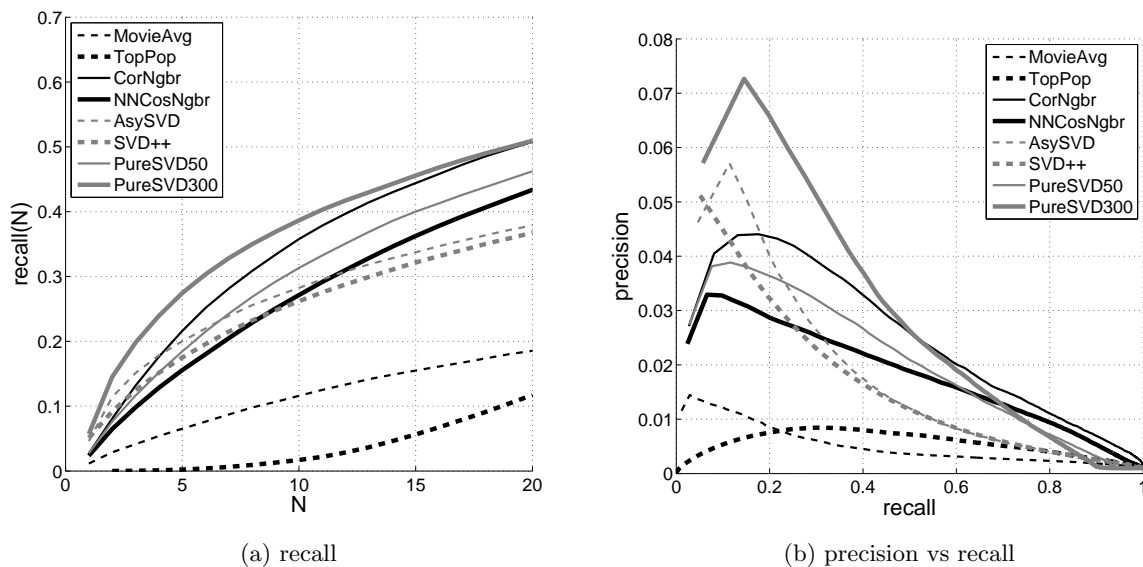 0.7
0.6
0.5
0.4
0.3
0.2
0.1
0
recall(N)
0
5
10
15
20
N
MovieAvg
TopPop
CorNgbr
NNCosNgbr
AsySVD
SVD++
PureSVD50
PureSVD300
(a) recall
0.08
0.07
0.06
0.05
0.04
0.03
0.02
0.01
0
precision
0
0.2
0.4
0.6
0.8
1
recall
MovieAvg
TopPop
CorNgbr
NNCosNgbr
AsySVD
SVD++
PureSVD50
PureSVD300
(b) precision vs recall